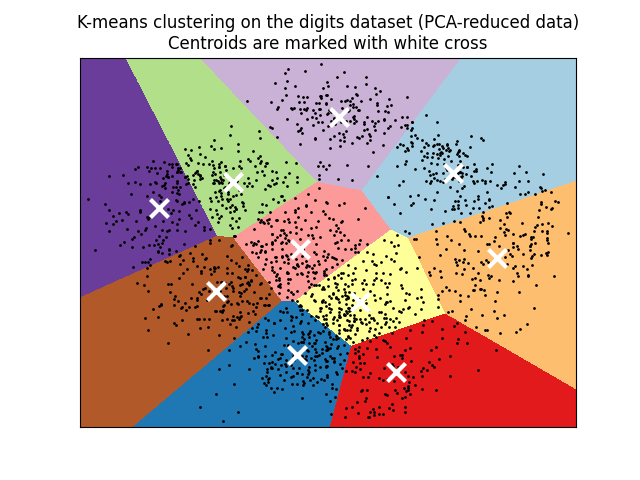 K-means clustering on the digits dataset (PCA-reduced data)
Centroids are marked with white cross